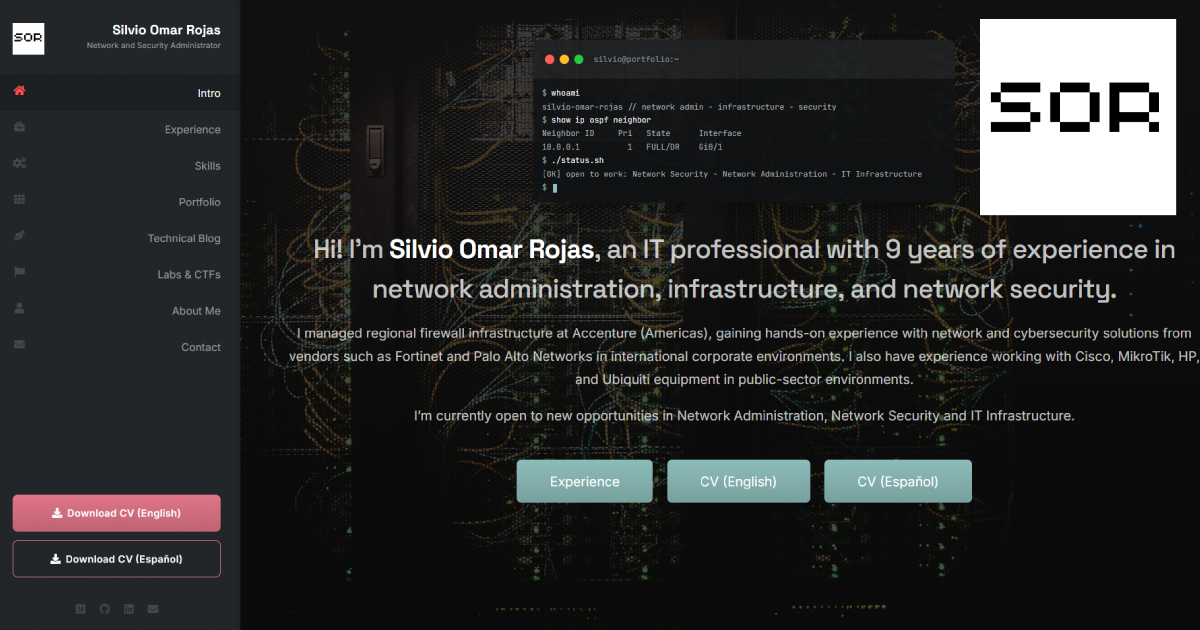 SOR
Silvio Omar Rojas
Network and Security Administrator
Intro
Experience
Skills
Portfolio
Technical Blog
Labs & CTFs
About Me
Contact
Download CV (English)
Download CV (Español)
silvio@portfolio:~
$ whoami
silvio-omar-rojas // network admin - infrastructure - security
$ show ip ospf neighbor
Neighbor ID Pri State Interface
10.0.0.1 1 FULL/DR Gi0/1
$ ./status.sh
[OK] open to work: Network Security - Network Administration - IT Infrastructure
$
SOR
Hi! I'm Silvio Omar Rojas, an IT professional with 9 years of experience in
network administration, infrastructure, and network security.
I managed regional firewall infrastructure at Accenture (Americas), gaining hands-on experience with network and cybersecurity solutions from
vendors such as Fortinet and Palo Alto Networks in international corporate environments. I also have experience working with Cisco, MikroTik, HP,
and Ubiquiti equipment in public-sector environments.
I'm currently open to new opportunities in Network Administration, Network Security and IT Infrastructure.
Experience
CV (English)
CV (Español)